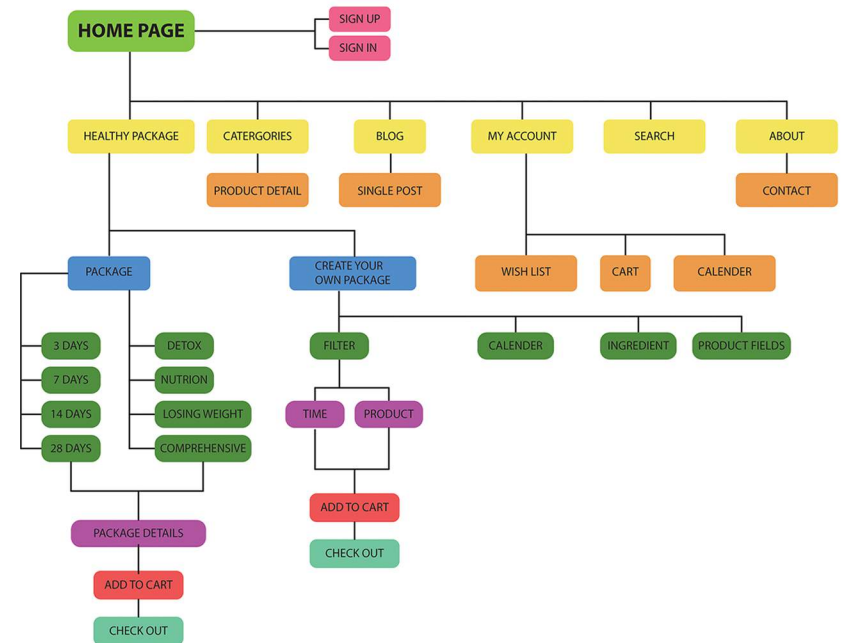 HOME PAGE
SIGN UP
SIGN IN
HEALTHY PACKAGE
CATERGORIES
BLOG
MY ACCOUNT
SEARCH
ABOUT
PRODUCT DETAIL
SINGLE POST
CONTACT
PACKAGE
CREATE YOUR
OWN PACKAGE
WISH LIST
CART
CALENDER
3 DAYS
DETOX
FILTER
CALENDER
INGREDIENT
PRODUCT FIELDS
7 DAYS
NUTRION
14 DAYS
LOSING WEIGHT
TIME
PRODUCT
28 DAYS
COMPREHENSIVE
ADD TO CART
PACKAGE DETAILS
CHECK OUT
ADD TO CART
CHECK OUT